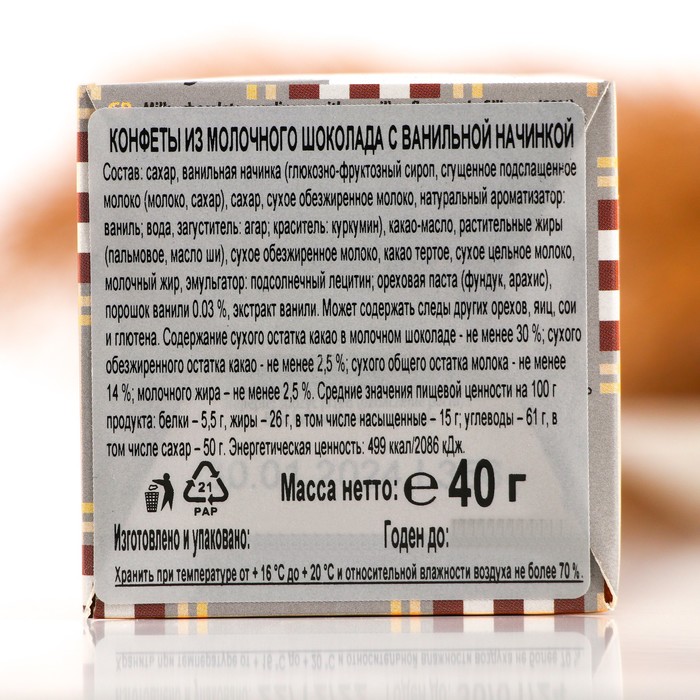 КОНФЕТЫ ИЗ МОЛОЧНОГО ШОКОЛАДА С ВАНИЛЬНОЙ НАЧИНКОЙ
Состав: сахар, ванильная начинка (глюкозно-фруктозный сироп, сгущенное подслащенное
молоко (молоко, сахар), сахар, сухое обезжиренное молоко, натуральный ароматизатор:
ваниль; вода, загуститель: агар; краситель: куркумин), какао-масло, растительные жиры
(пальмовое, масло ши), сухое обезжиренное молоко, какао тертое, сухое цельное молоко,
молочный жир, эмульгатор: подсолнечный лецитин; ореховая паста (фундук, арахис),
порошок ванили 0.03 %, экстракт ванили. Может содержать следы других орехов, яиц, сои
и глютена. Содержание сухого остатка какао в молочном шоколаде - не менее 30 %; сухого
обезжиренного остатка какао - не менее 2,5 %; сухого общего остатка молока - не менее
14 %; молочного жира – не менее 2,5 %. Средние значения пищевой ценности на 100 г
продукта: белки – 5,5 г, жиры – 26 г, в том числе насыщенные – 15 г; углеводы – 61 г, в
том числе сахар – 50 г. Энергетическая ценность: 499 ккал/2086 кДж.
21
PAP
Масса нетто: ℮ 40 г
Изготовлено и упаковано: Годен до:
Хранить при температуре от + 16 °С до + 20 °С и относительной влажности воздуха не более 70 %.